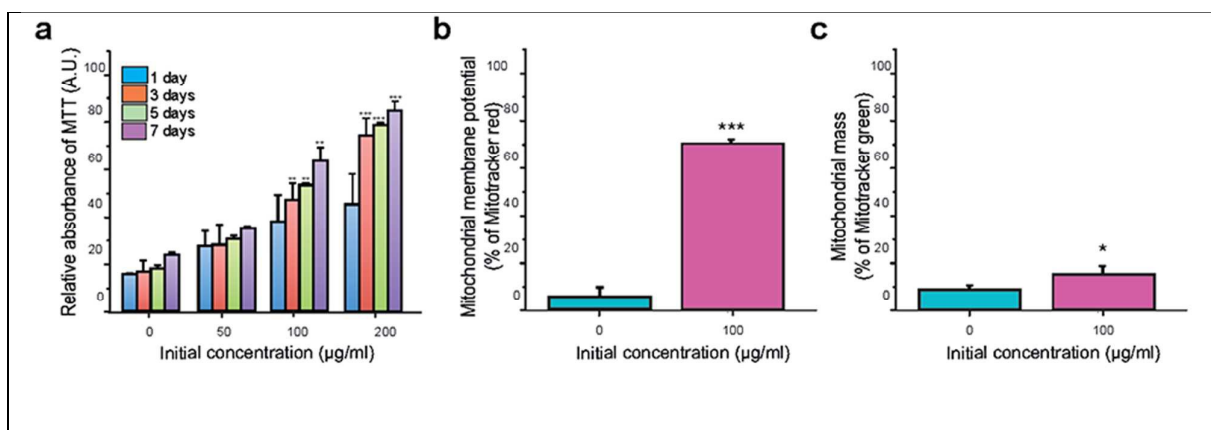 a
Relative absorbance of MTT (A.U.)
100
80
60
40
20
0
1 day
3 days
5 days
7 days
**
**
**
***
***
***
0
50
100
200
Initial concentration (µg/ml)
b
Mitochondrial membrane potential
(% of Mitotracker red)
100
80
60
40
20
0
***
0
100
Initial concentration (µg/ml)
c
Mitochondrial mass
(% of Mitotracker green)
100
80
60
40
20
0
*
0
100
Initial concentration (µg/ml)